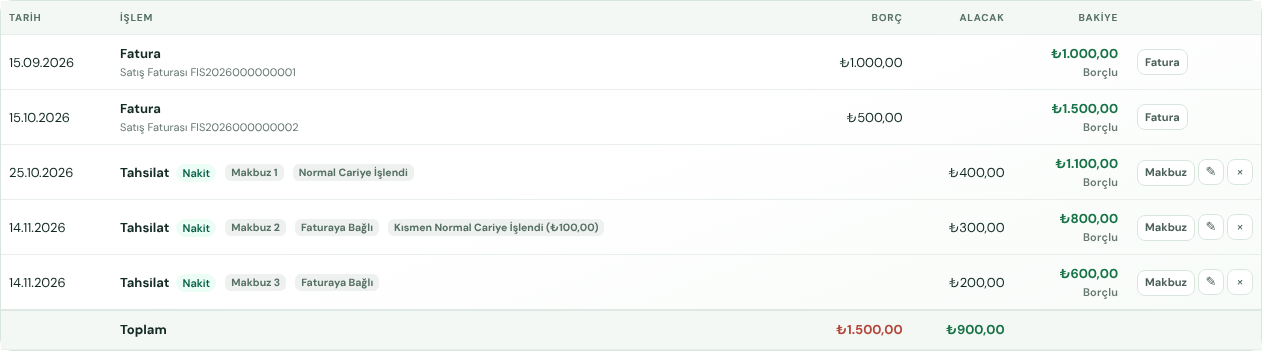 TARİH İŞLEM BORÇ ALACAK BAKİYE
15.09.2026 Fatura ₺1.000,00 ₺1.000,00 Fatura
Satış Faturası FIS2026000000001 Borçlu
15.10.2026 Fatura ₺500,00 ₺1.500,00 Fatura
Satış Faturası FIS2026000000002 Borçlu
25.10.2026 Tahsilat Nakit Makbuz 1 Normal Cariye İşlendi ₺400,00 ₺1.100,00 Makbuz ✎ ×
Borçlu
14.11.2026 Tahsilat Nakit Makbuz 2 Faturaya Bağlı Kısmen Normal Cariye İşlendi (₺100,00) ₺300,00 ₺800,00 Makbuz ✎ ×
Borçlu
14.11.2026 Tahsilat Nakit Makbuz 3 Faturaya Bağlı ₺200,00 ₺600,00 Makbuz ✎ ×
Borçlu
Toplam ₺1.500,00 ₺900,00